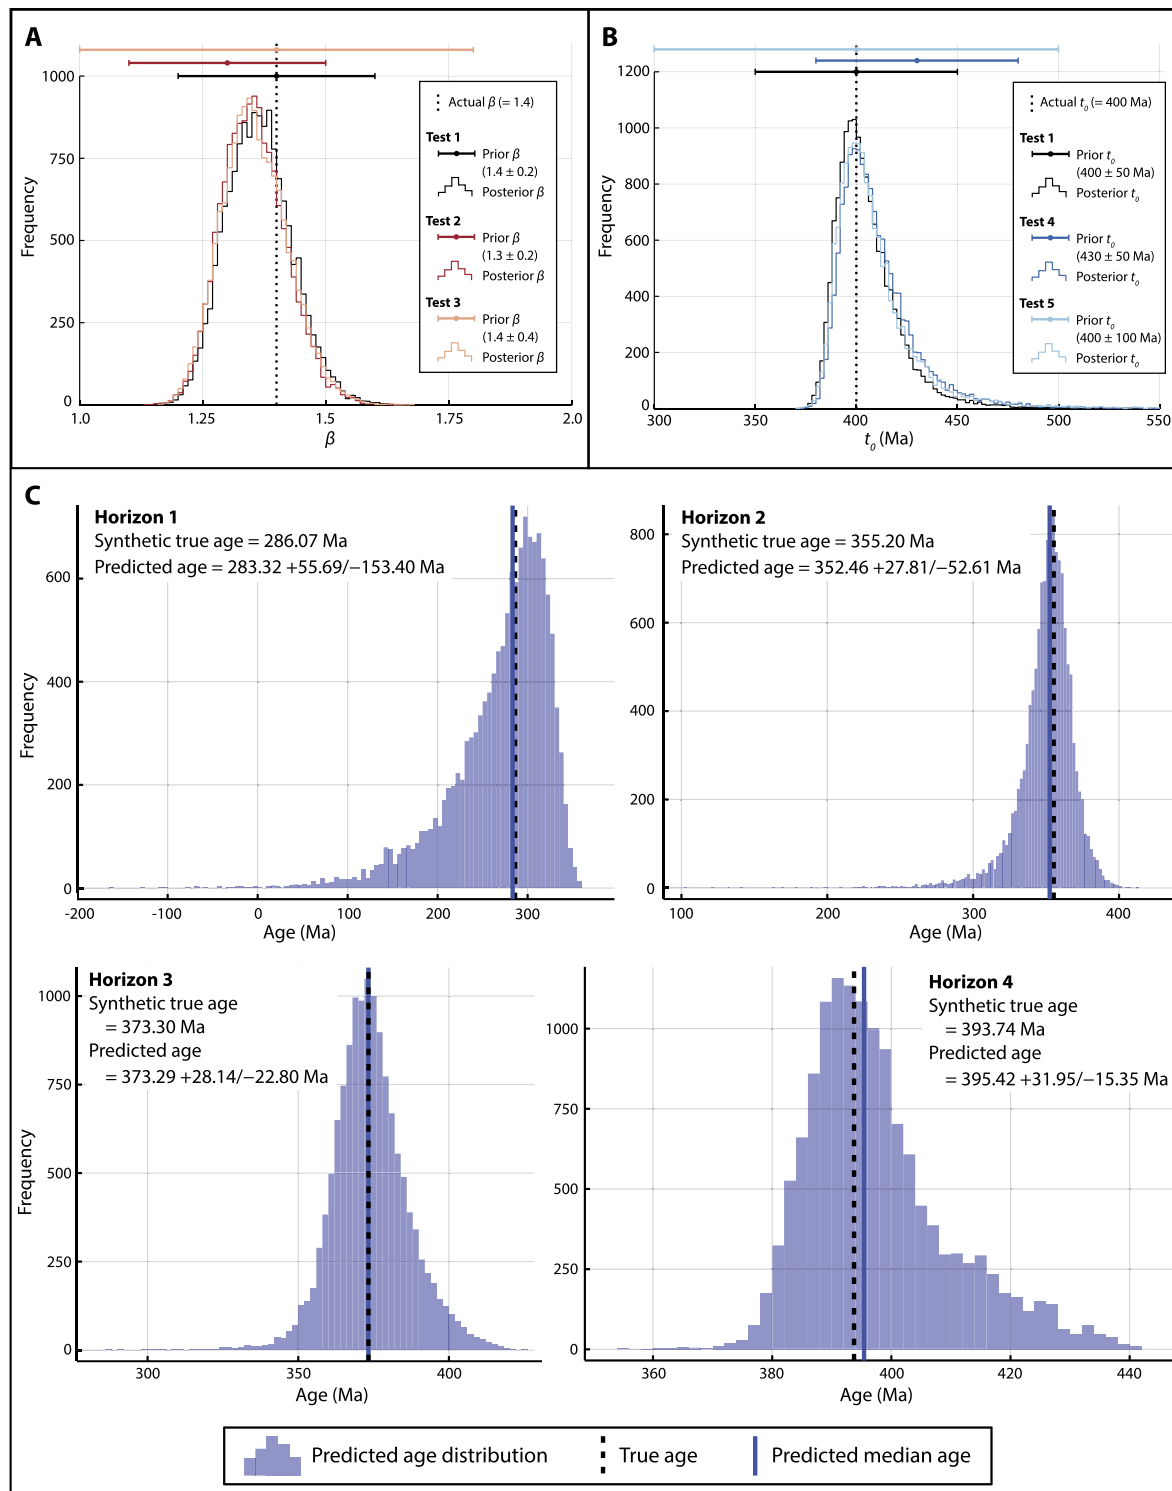 A
Frequency
1000
750
500
250
0
1.0
1.25
1.5
1.75
2.0
β
Actual β (= 1.4)
Test 1
Prior β
(1.4 ± 0.2)
Posterior β
Test 2
Prior β
(1.3 ± 0.2)
Posterior β
Test 3
Prior β
(1.4 ± 0.4)
Posterior β
B
Frequency
1200
1000
800
600
400
200
0
300
350
400
450
500
550
t0 (Ma)
Actual t0 (= 400 Ma)
Test 1
Prior t0
(400 ± 50 Ma)
Posterior t0
Test 4
Prior t0
(430 ± 50 Ma)
Posterior t0
Test 5
Prior t0
(400 ± 100 Ma)
Posterior t0
C
Horizon 1
Synthetic true age = 286.07 Ma
Predicted age = 283.32 +55.69/−153.40 Ma
Frequency
600
400
200
0
-200
-100
0
100
200
300
Age (Ma)
Horizon 2
Synthetic true age = 355.20 Ma
Predicted age = 352.46 +27.81/−52.61 Ma
800
600
400
200
0
100
200
300
400
Age (Ma)
Horizon 3
Synthetic true age
= 373.30 Ma
Predicted age
= 373.29 +28.14/−22.80 Ma
Frequency
1000
750
500
250
0
300
350
400
Age (Ma)
Horizon 4
Synthetic true age
= 393.74 Ma
Predicted age
= 395.42 +31.95/−15.35 Ma
1000
750
500
250
0
360
380
400
420
440
Age (Ma)
Predicted age distribution
True age
Predicted median age